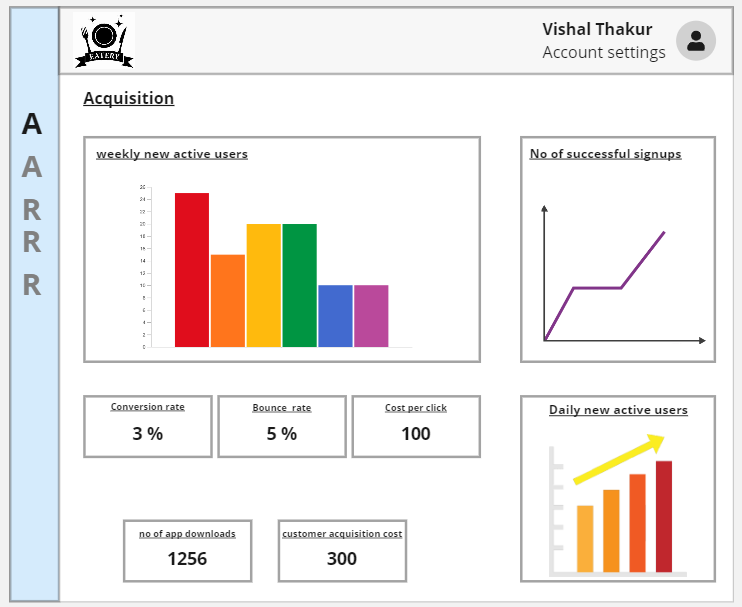 EATERY
Vishal Thakur
Account settings
A
A
R
R
R
Acquisition
weekly new active users
26
24
22
20
18
16
14
12
10
8
6
4
2
0
No of successful signups
Conversion rate
3 %
Bounce rate
5 %
Cost per click
100
Daily new active users
no of app downloads
1256
customer acquisition cost
300